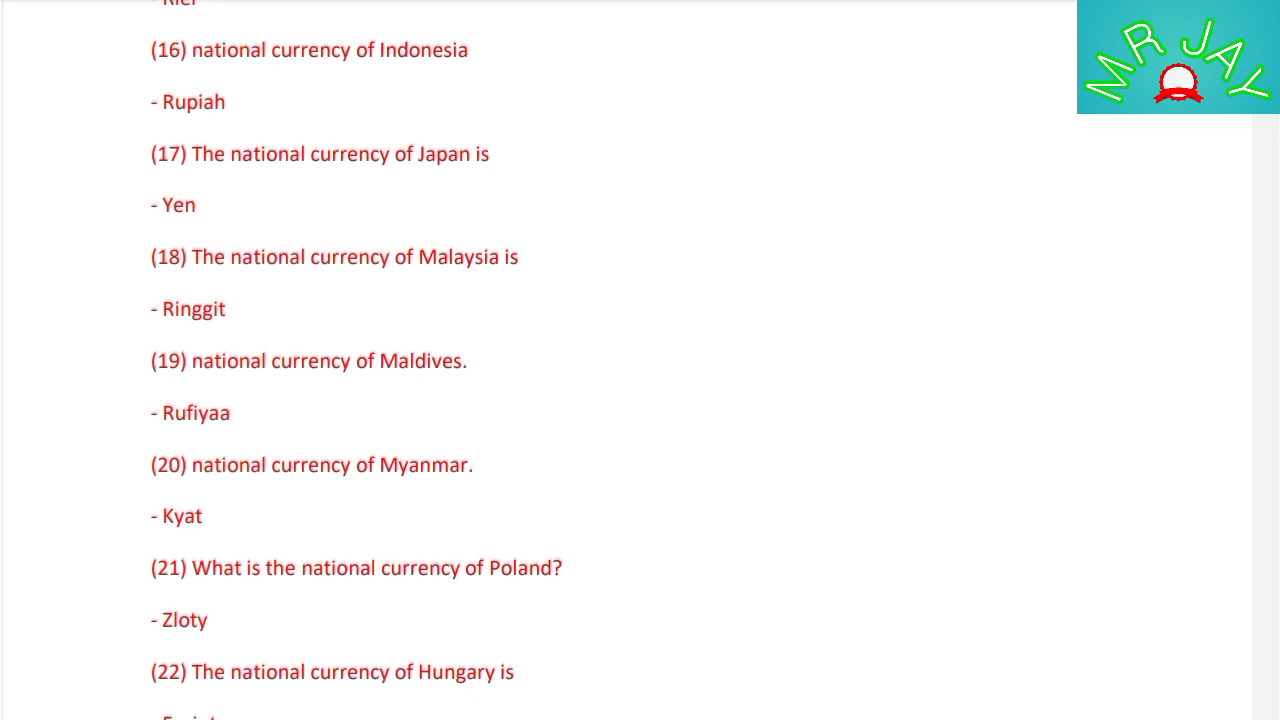 (16) national currency of Indonesia
- Rupiah
(17) The national currency of Japan is
- Yen
(18) The national currency of Malaysia is
- Ringgit
(19) national currency of Maldives.
- Rufiyaa
(20) national currency of Myanmar.
- Kyat
(21) What is the national currency of Poland?
- Zloty
(22) The national currency of Hungary is
MR JAY